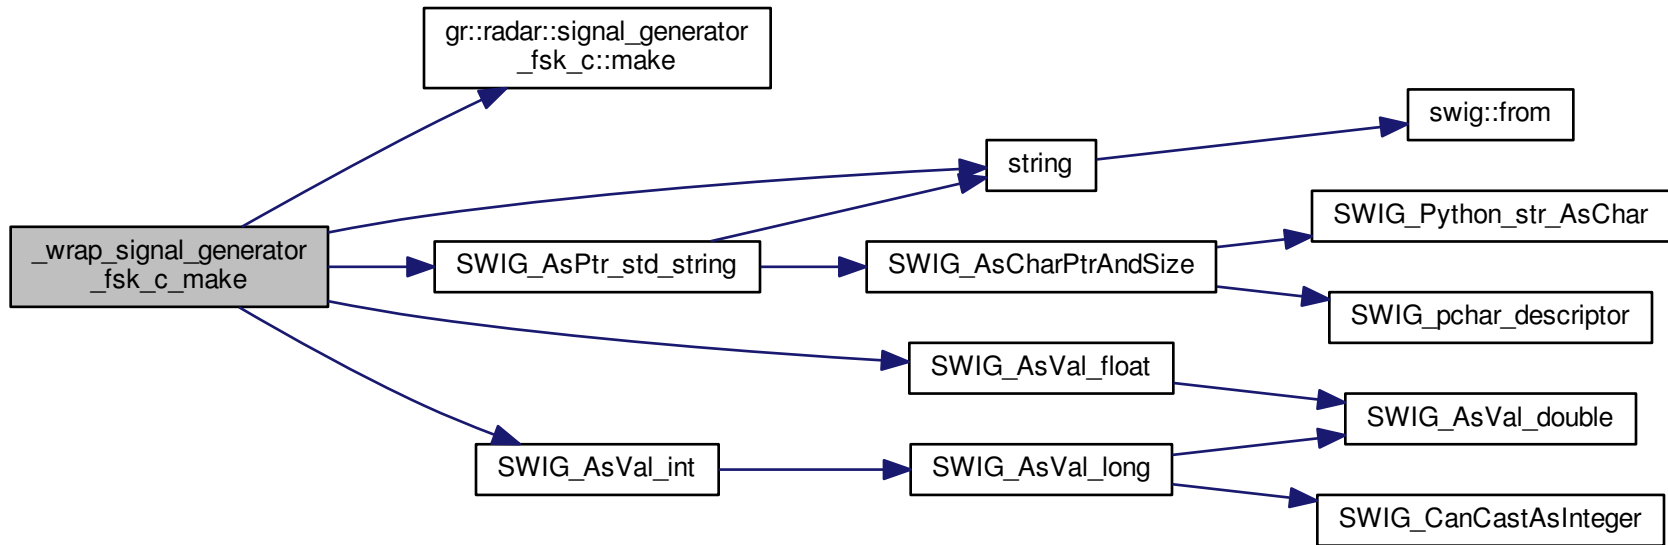 gr::radar::signal_generator
_fsk_c::make
swig::from
string
SWIG_Python_str_AsChar
_wrap_signal_generator
_fsk_c_make
SWIG_AsPtr_std_string
SWIG_AsCharPtrAndSize
SWIG_pchar_descriptor
SWIG_AsVal_float
SWIG_AsVal_double
SWIG_AsVal_int
SWIG_AsVal_long
SWIG_CanCastAsInteger